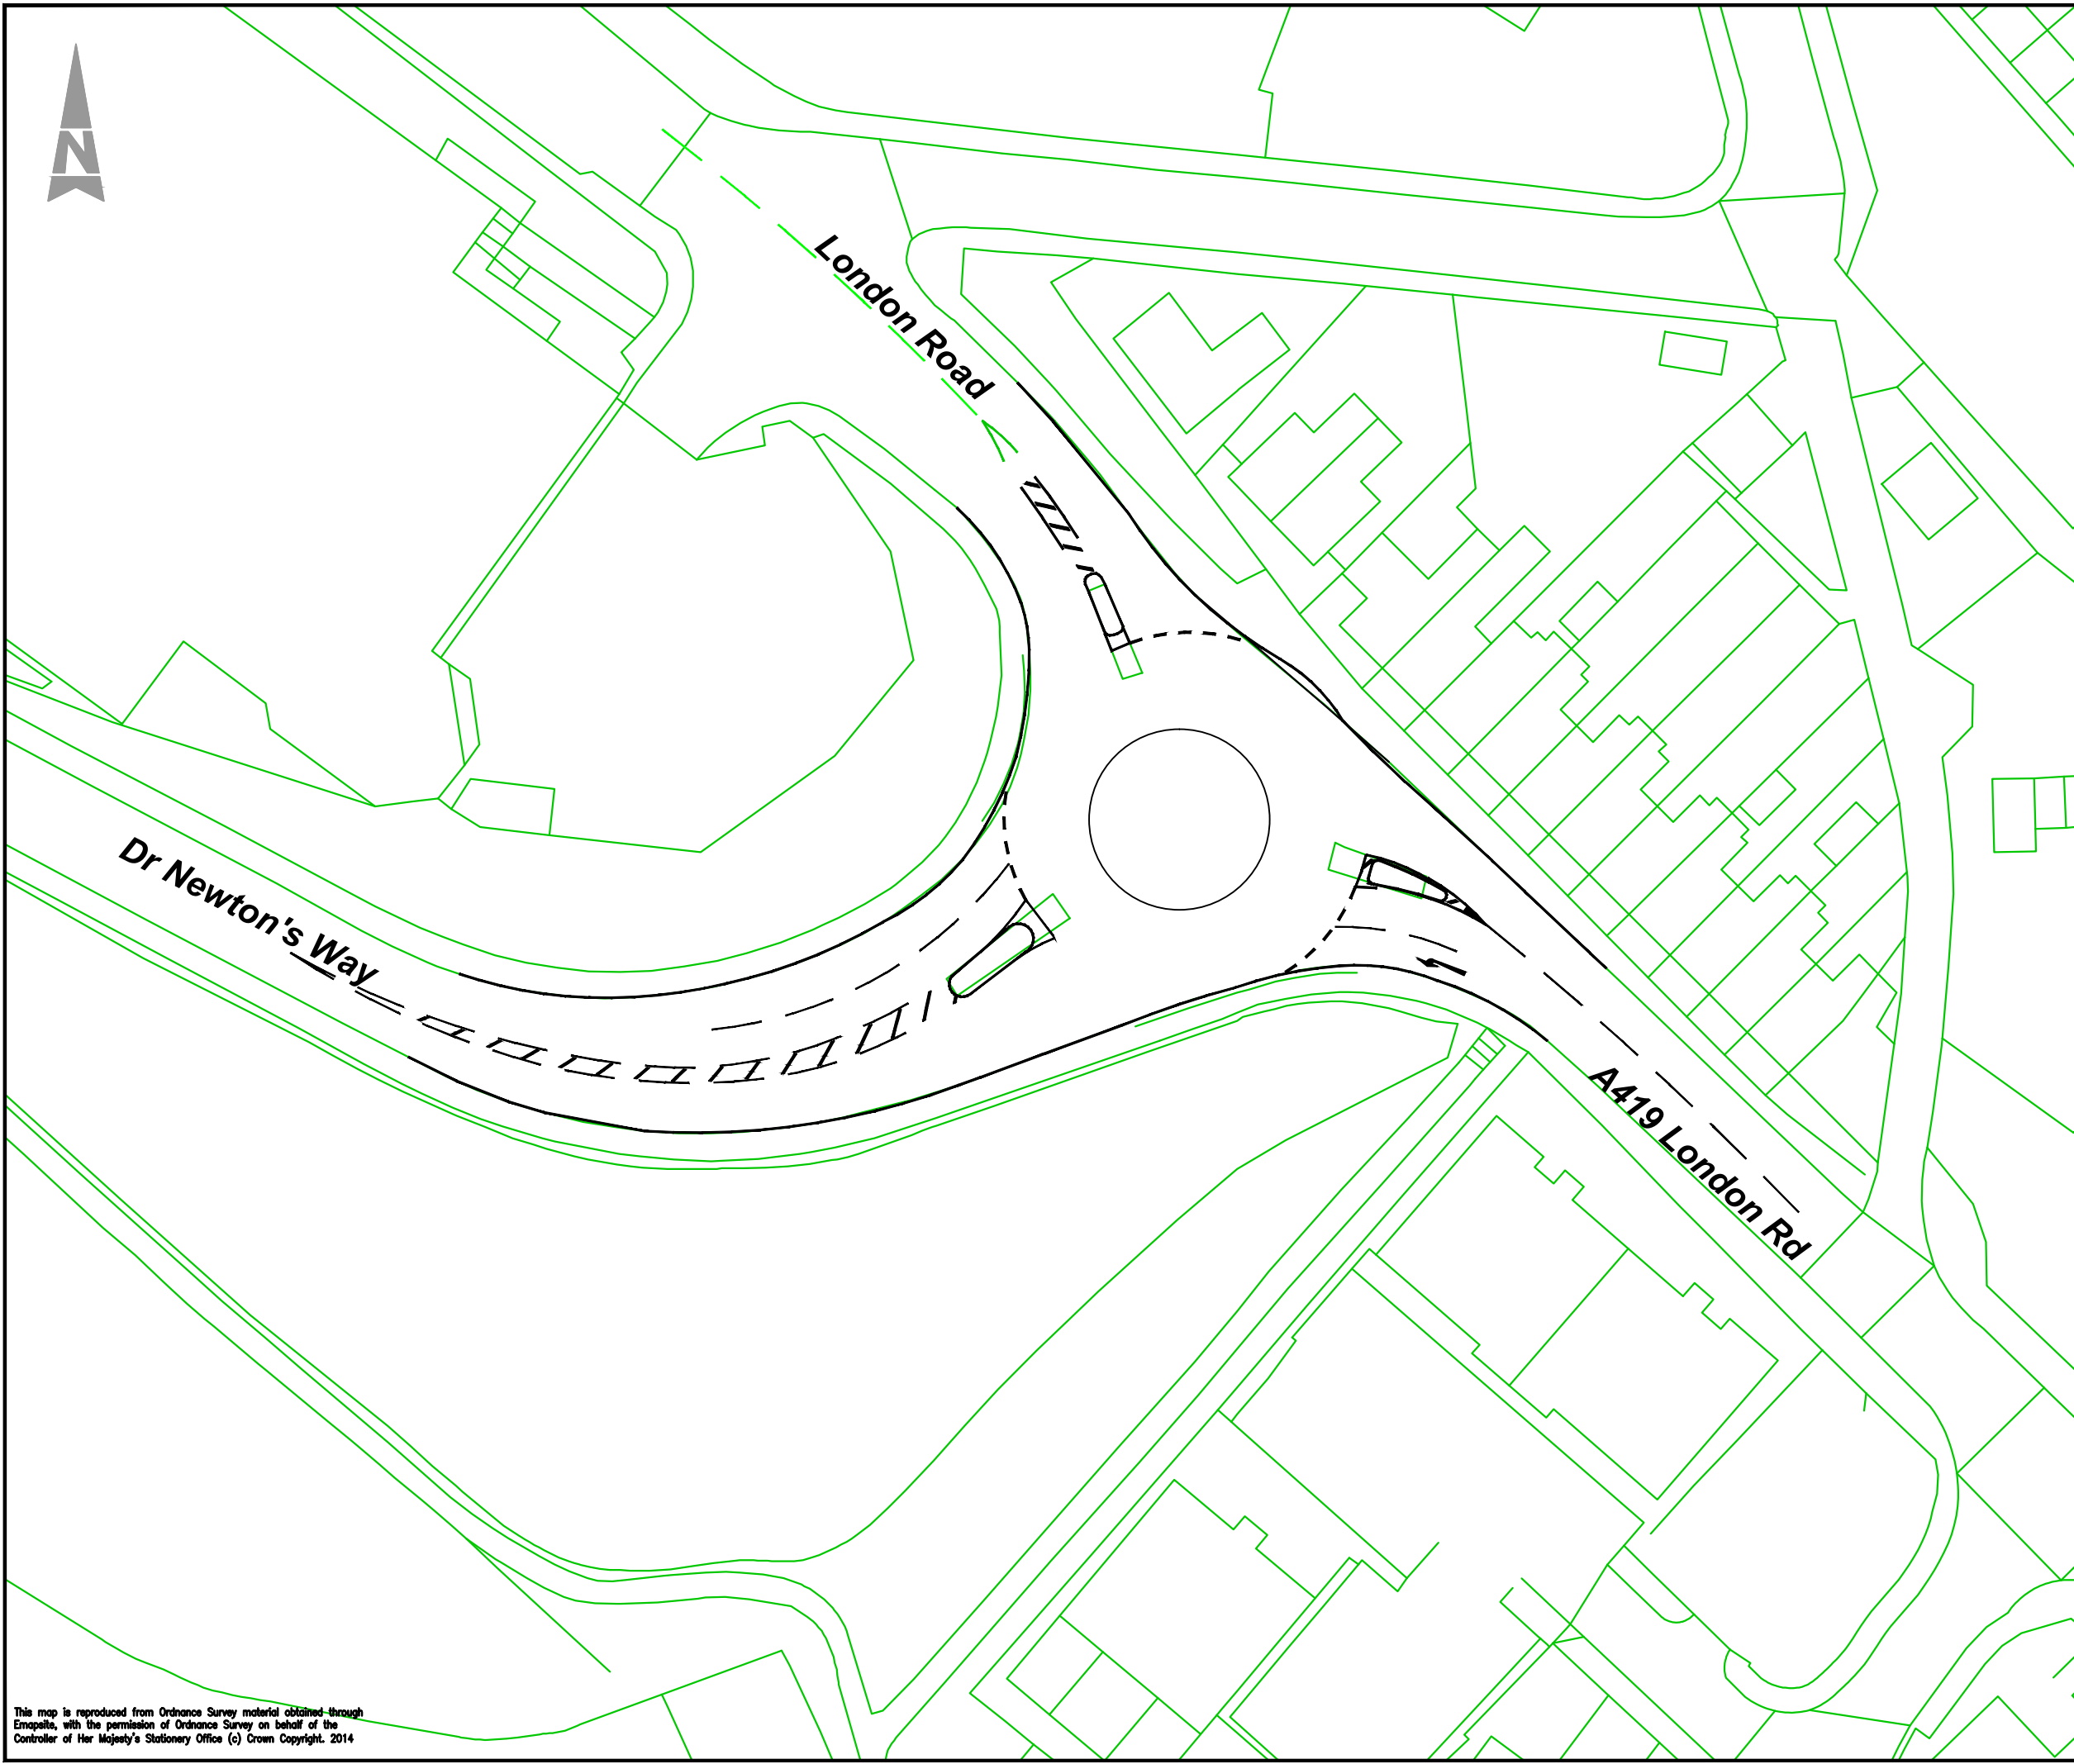 N
London Road
Dr Newton's Way
A419 London Rd
This map is reproduced from Ordnance Survey material obtained through
Emapsite, with the permission of Ordnance Survey on behalf of the
Controller of Her Majesty's Stationery Office (c) Crown Copyright. 2014